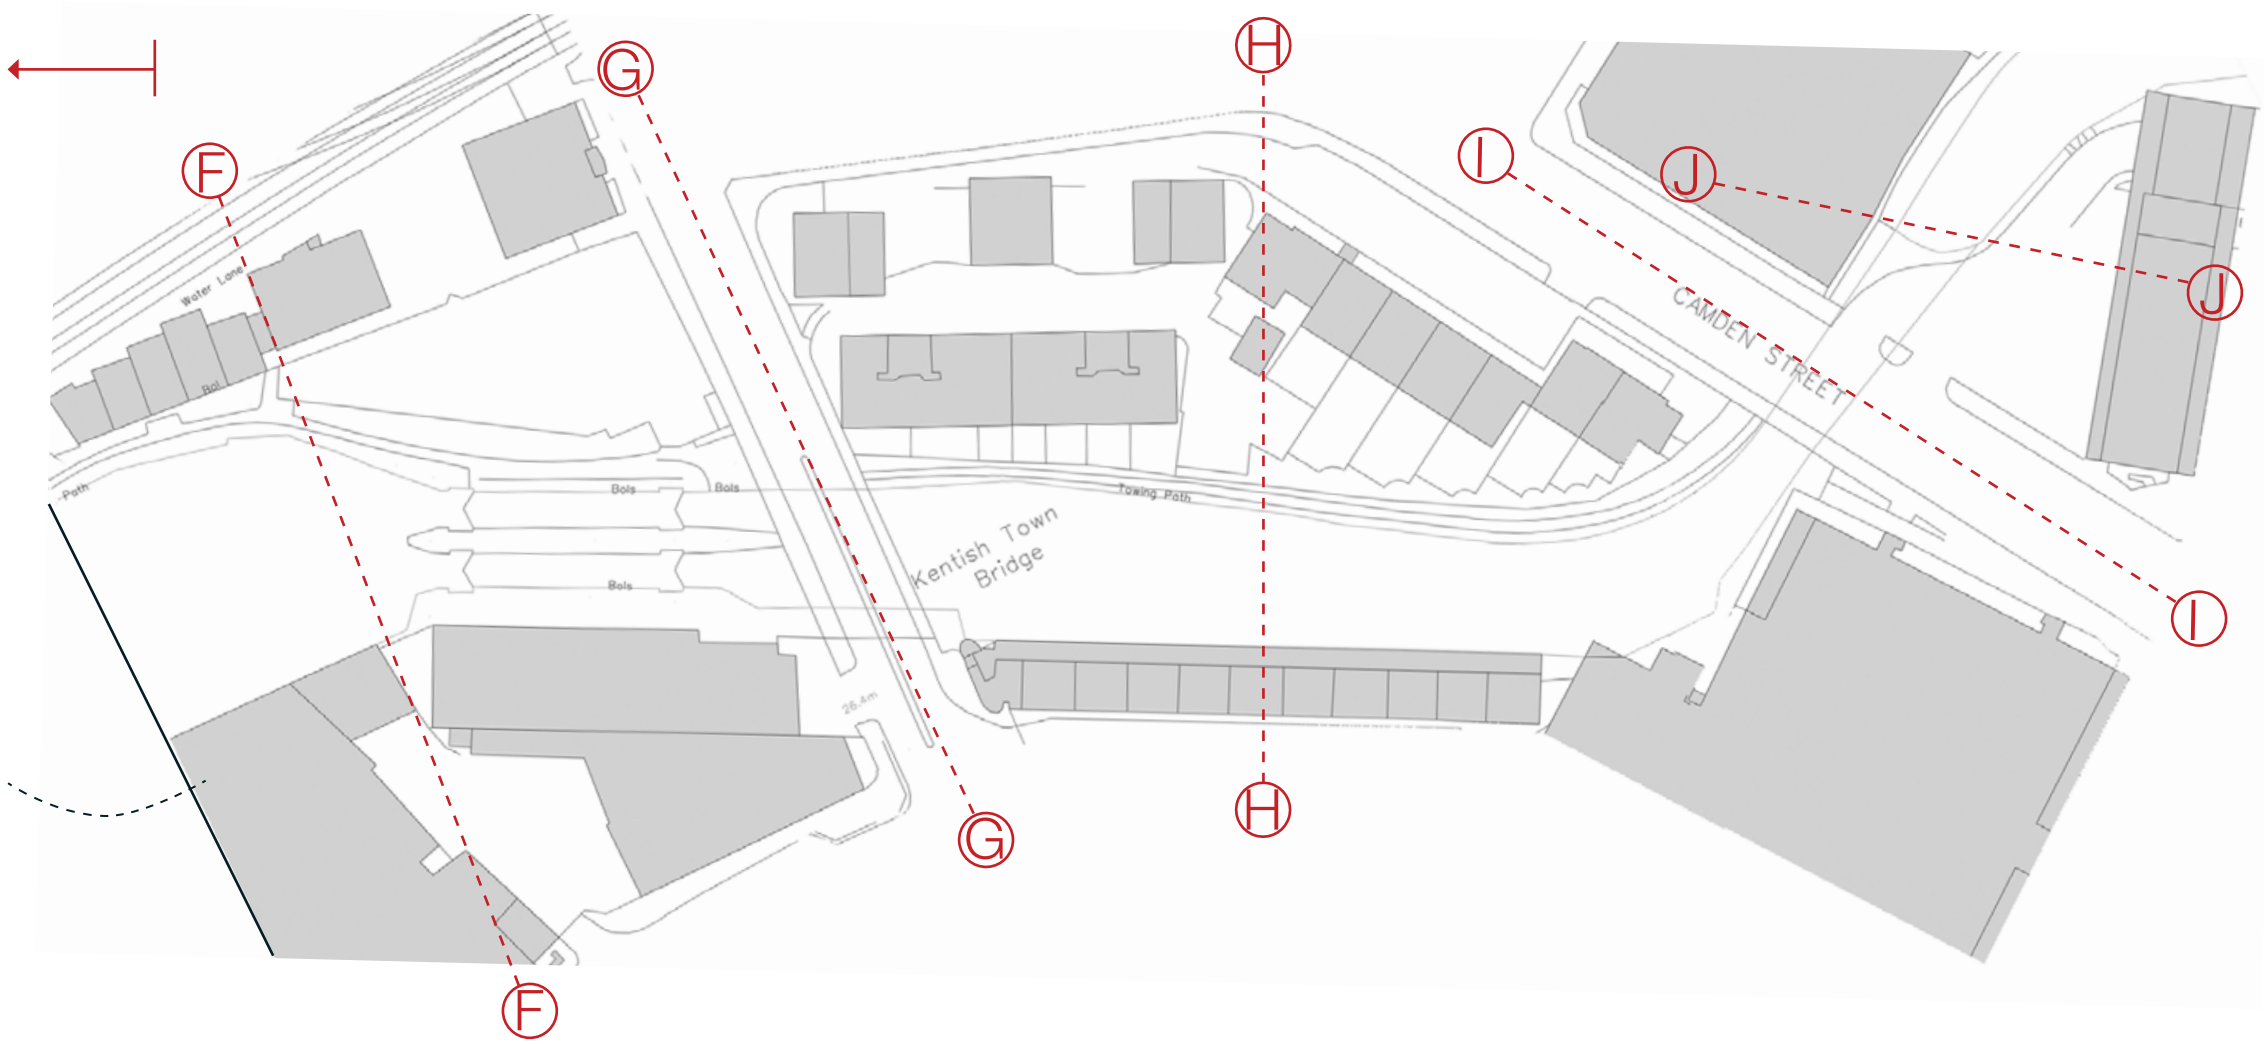 H
G
I
F
J
Water Lane
J
CAMDEN STREET
Bol
Path
Bols
Bols
Towing Path
Kentish Town
Bridge
Bols
I
26.4m
H
G
F